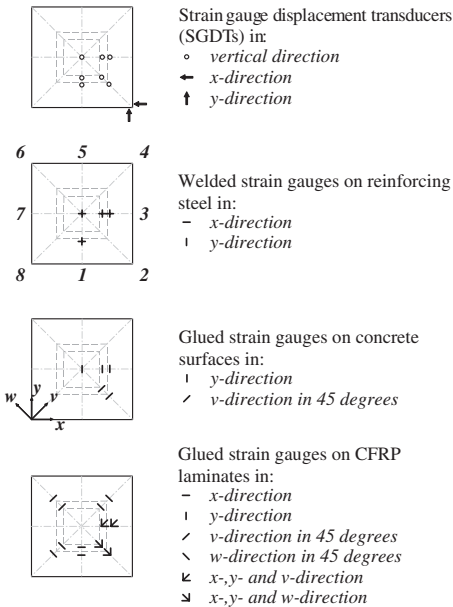 Strain gauge displacement transducers
(SGDTs) in:
vertical direction
x-direction
y-direction
6 5 4
7 3
8 1 2
Welded strain gauges on reinforcing
steel in:
x-direction
y-direction
w y v
x
Glued strain gauges on concrete
surfaces in:
y-direction
v-direction in 45 degrees
Glued strain gauges on CFRP
laminates in:
x-direction
y-direction
v-direction in 45 degrees
w-direction in 45 degrees
x-,y- and v-direction
x-,y- and w-direction